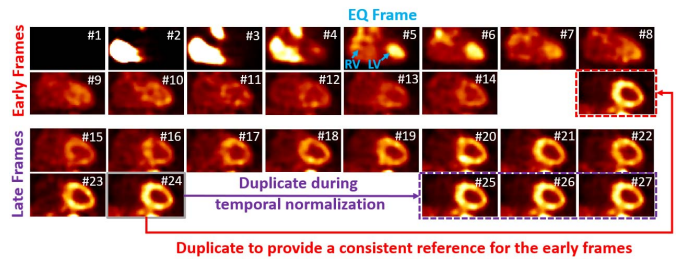 EQ Frame
Early Frames
#1 #2 #3 #4 #5 #6 #7 #8
RV LV
#9 #10 #11 #12 #13 #14
Late Frames
#15 #16 #17 #18 #19 #20 #21 #22
#23 #24 Duplicate during #25 #26 #27
temporal normalization
Duplicate to provide a consistent reference for the early frames